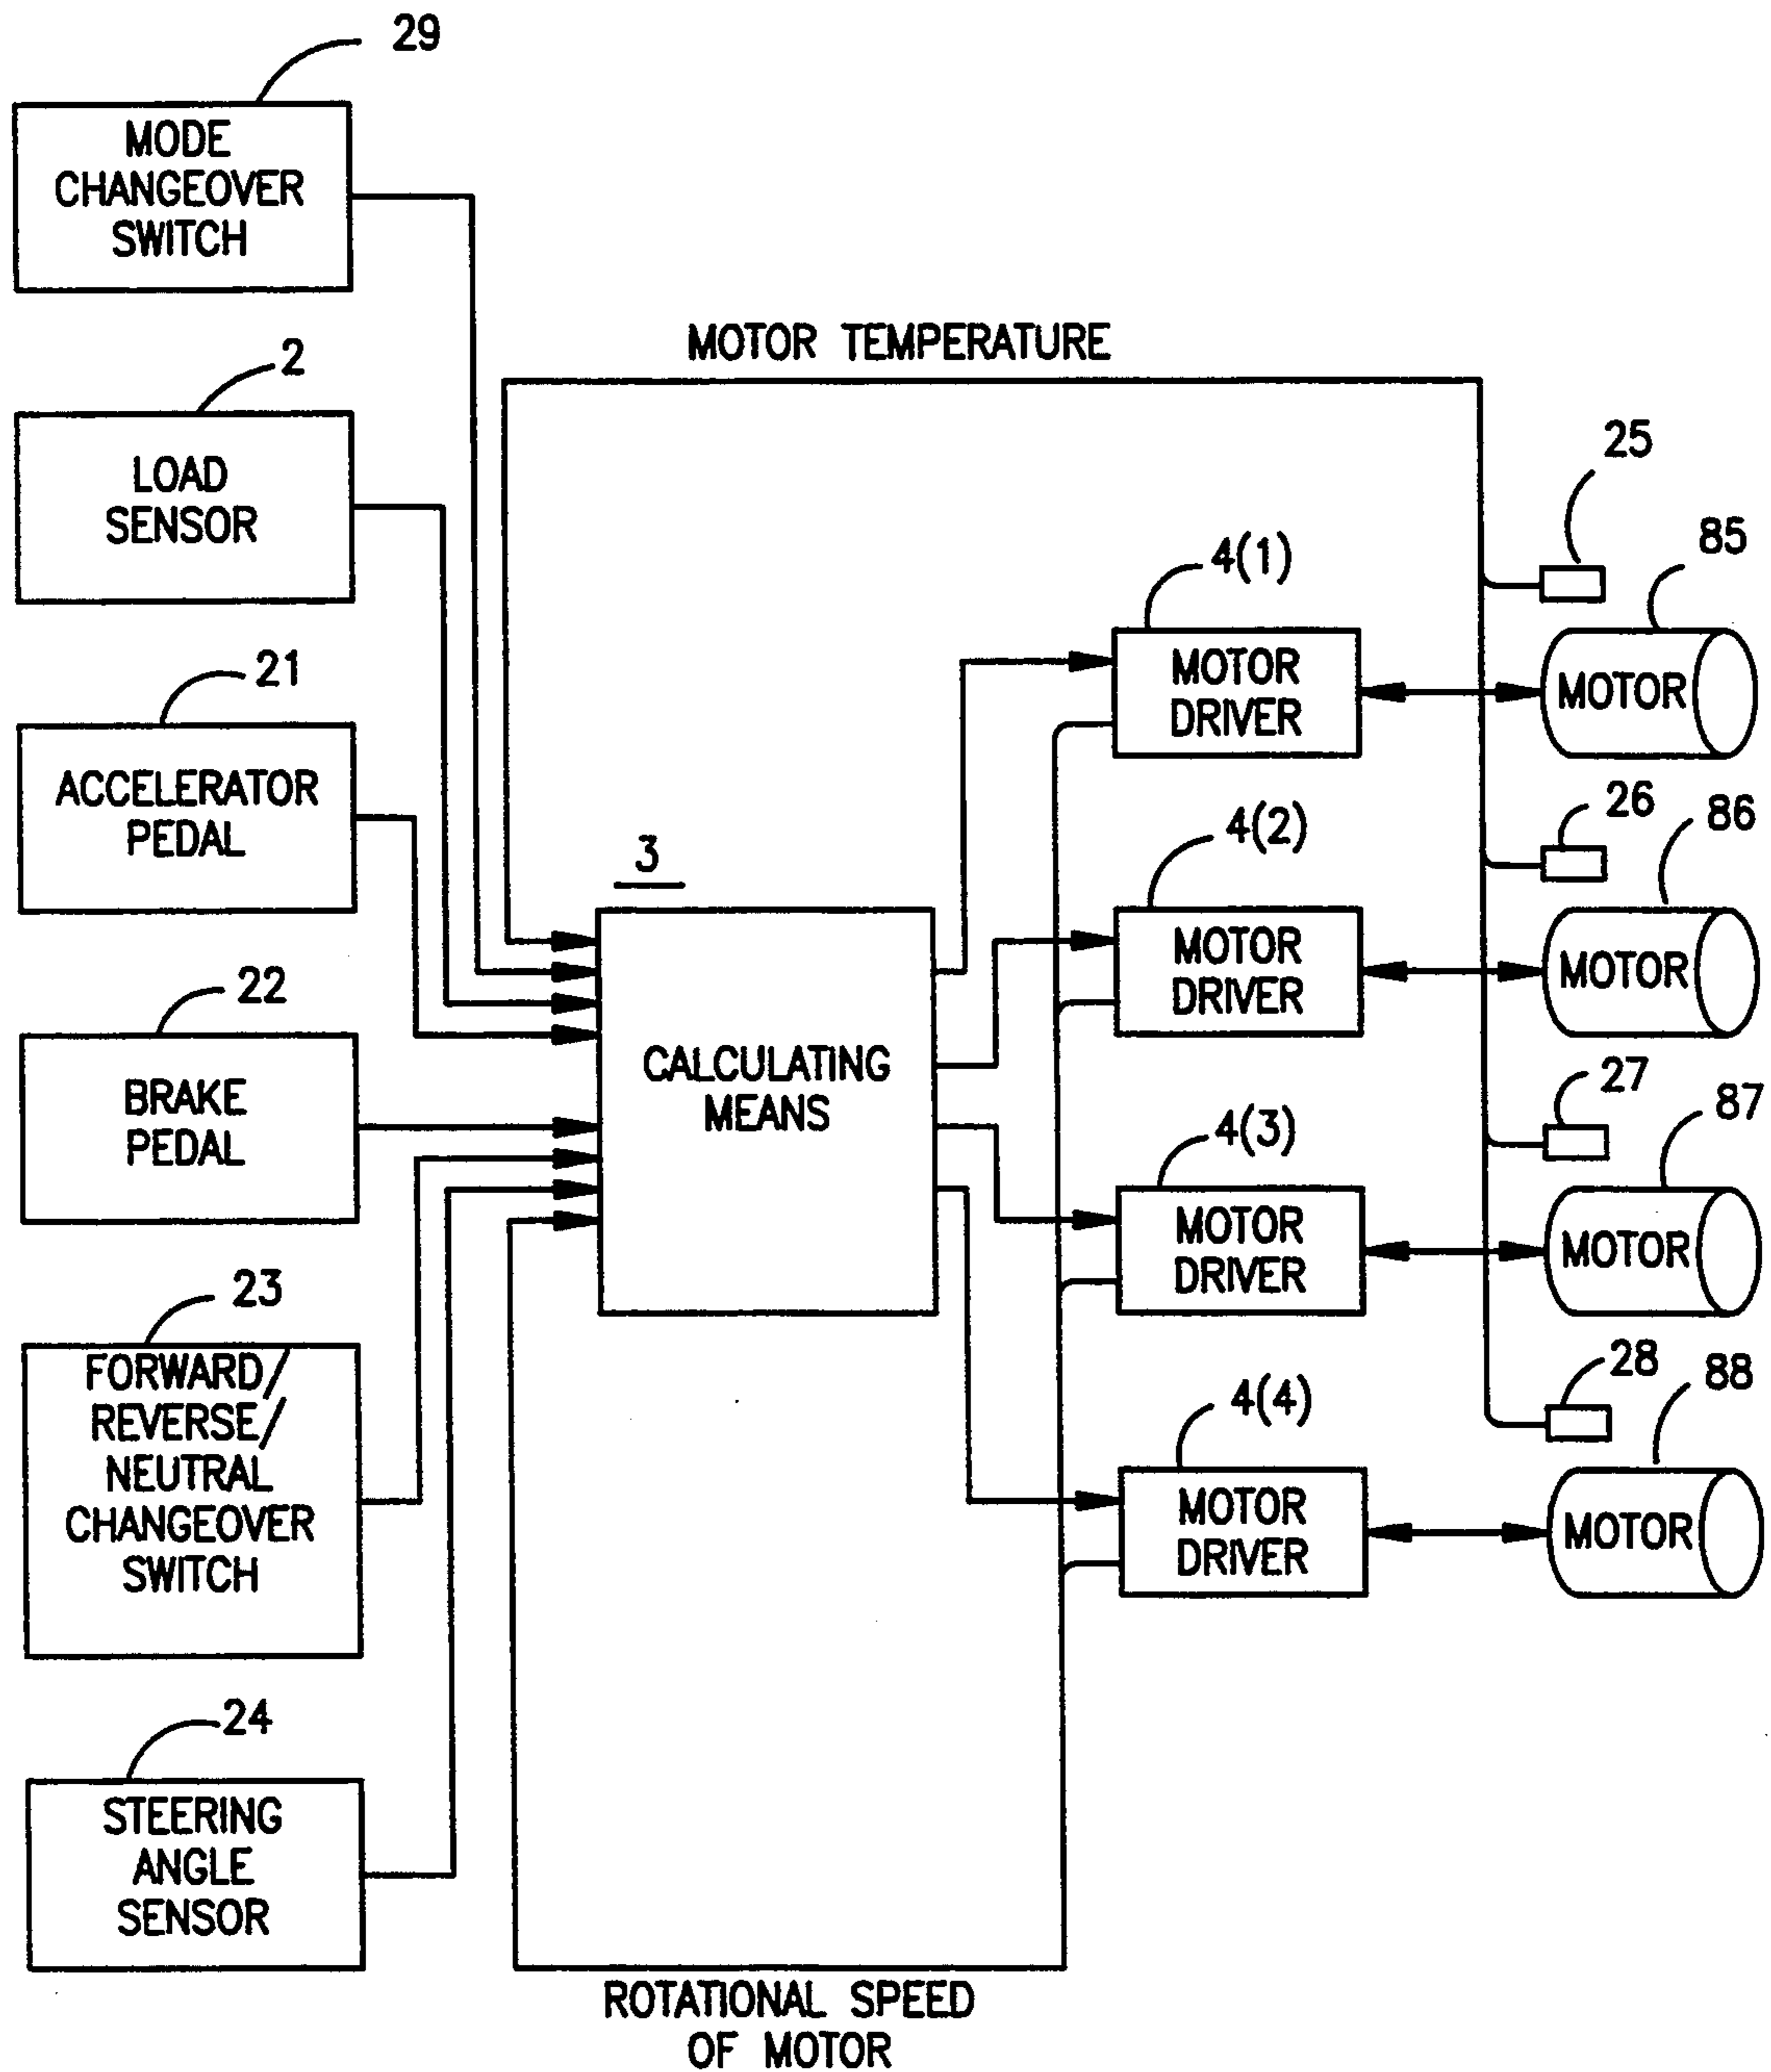 29
MODE
CHANGEOVER
SWITCH
2
LOAD
SENSOR
21
ACCELERATOR
PEDAL
22
BRAKE
PEDAL
23
FORWARD/
REVERSE/
NEUTRAL
CHANGEOVER
SWITCH
24
STEERING
ANGLE
SENSOR
MOTOR TEMPERATURE
3
CALCULATING
MEANS
ROTATIONAL SPEED
OF MOTOR
4(1)
MOTOR
DRIVER
4(2)
MOTOR
DRIVER
4(3)
MOTOR
DRIVER
4(4)
MOTOR
DRIVER
25
85
MOTOR
26
86
MOTOR
27
87
MOTOR
28
88
MOTOR